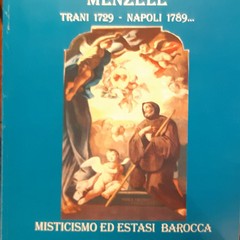 MENZELE
TRANI 1729 - NAPOLI 1789...
MISTICISMO ED ESTASI BAROCCA